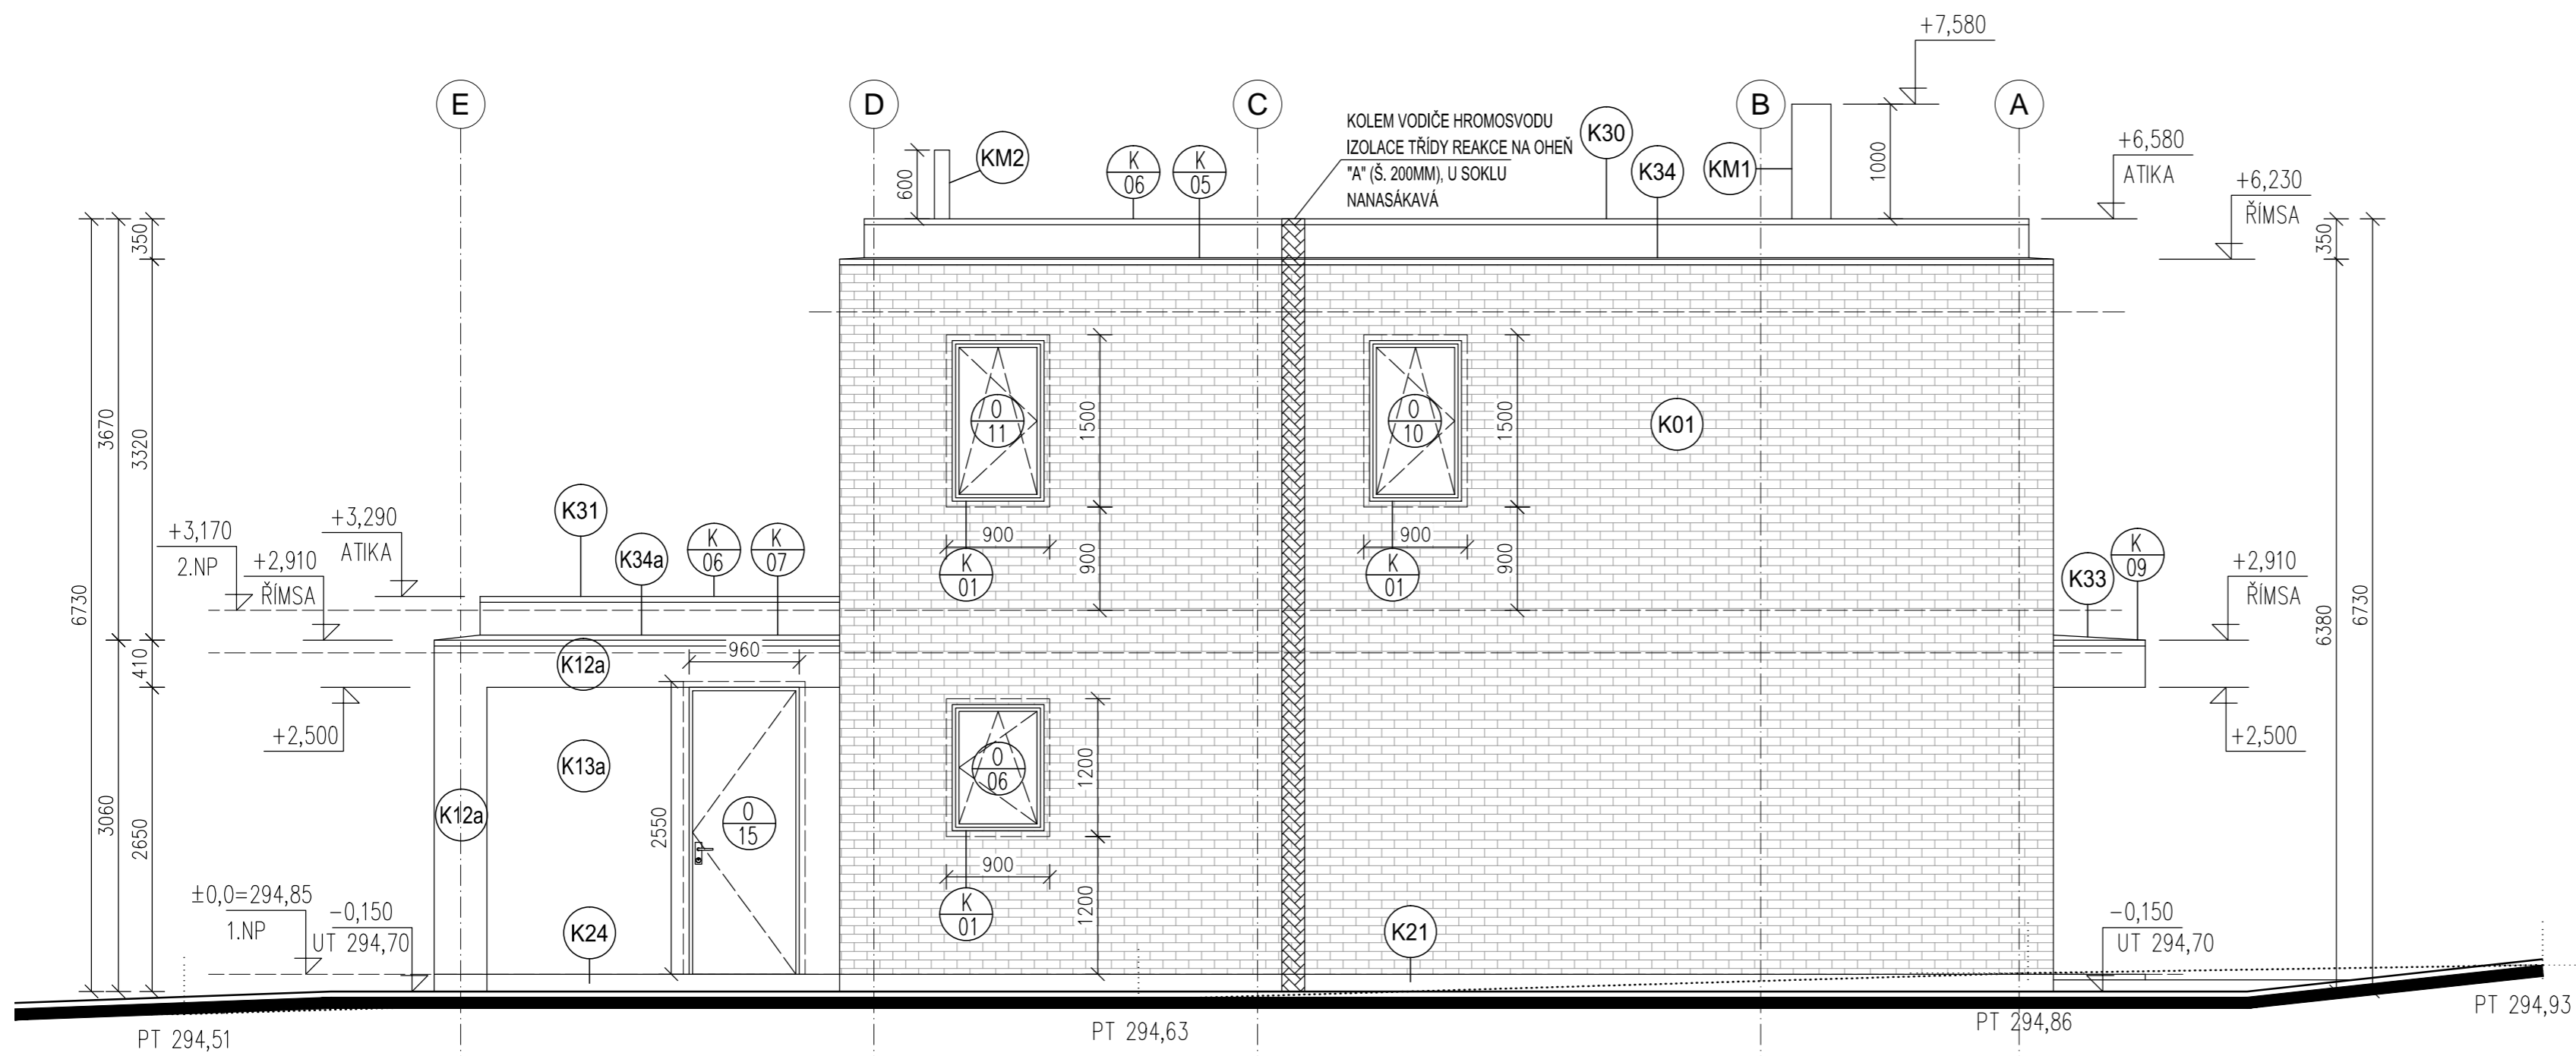 +7,580
E
D
C
B
A
KOLEM VODIČE HROMOSVODU
IZOLACE TŘÍDY REAKCE NA OHEŇ
"A" (Š. 200MM), U SOKLU
NANASÁKAVÁ
K30
K34
KM1
1000
KM2
600
K
06
K
05
+6,580
ATIKA
+6,230
ŘÍMSA
350
350
6730
3670
3320
410
3060
2650
O
11
1500
900
900
K
01
O
10
1500
900
900
K
01
K01
K31
K34a
K
06
K
07
+3,170
2.NP
+3,290
ATIKA
+2,910
ŘÍMSA
K33
K
09
+2,910
ŘÍMSA
6380
6730
K12a
960
+2,500
+2,500
K13a
K12a
2550
O
15
O
06
1200
900
1200
K
01
±0,0=294,85
1.NP
-0,150
UT 294,70
K24
K21
-0,150
UT 294,70
PT 294,51
PT 294,63
PT 294,86
PT 294,93